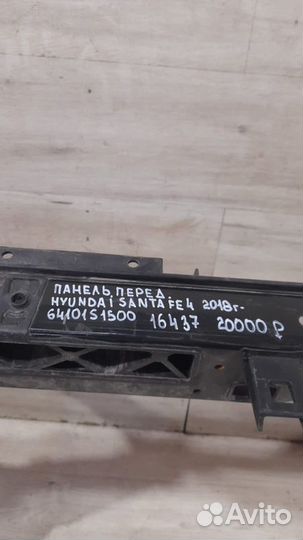 ПАНЕЛЬ ПЕРЕД
HYUNDAI SANTA FE 4 2018г-
64101S1500 16437 20000 Р
Avito